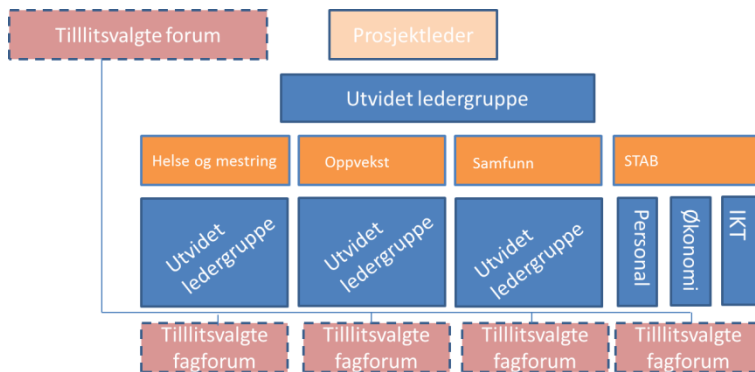 Tilllitsvalgte forum
Prosjektleder
Utvidet ledergruppe
Helse og mestring
Oppvekst
Samfunn
STAB
Utvidet
ledergruppe
Utvidet
ledergruppe
Utvidet
ledergruppe
Personal
Økonomi
IKT
Tilllitsvalgte
fagforum
Tilllitsvalgte
fagforum
Tilllitsvalgte
fagforum
Tilllitsvalgte
fagforum